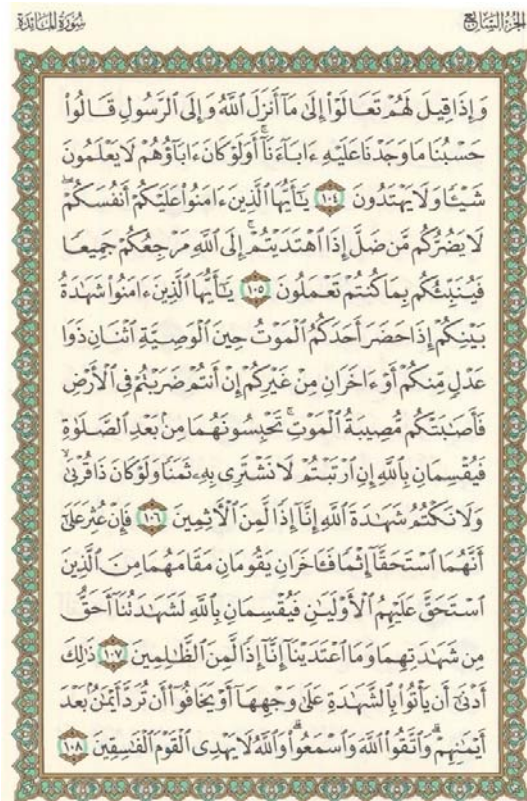 الجزء السابع
سورة المائدة
وَإِذَا قِيلَ لَهُمْ تَعَالَوْا۟ إِلَىٰ مَآ أَنزَلَ ٱللَّهُ وَإِلَى ٱلرَّسُولِ قَالُوا۟
حَسْبُنَا مَا وَجَدْنَا عَلَيْهِ ءَابَآءَنَآ ۚ أَوَلَوْ كَانَ ءَابَآؤُهُمْ لَا يَعْلَمُونَ
شَيْـًٔا وَلَا يَهْتَدُونَ ١٠٤ يَـٰٓأَيُّهَا ٱلَّذِينَ ءَامَنُوا۟ عَلَيْكُمْ أَنفُسَكُمْ ۖ
لَا يَضُرُّكُم مَّن ضَلَّ إِذَا ٱهْتَدَيْتُمْ ۚ إِلَى ٱللَّهِ مَرْجِعُكُمْ جَمِيعًا
فَيُنَبِّئُكُم بِمَا كُنتُمْ تَعْمَلُونَ ١٠٥ يَـٰٓأَيُّهَا ٱلَّذِينَ ءَامَنُوا۟ شَهَـٰدَةُ
بَيْنِكُمْ إِذَا حَضَرَ أَحَدَكُمُ ٱلْمَوْتُ حِينَ ٱلْوَصِيَّةِ ٱثْنَانِ ذَوَا
عَدْلٍ مِّنكُمْ أَوْ ءَاخَرَانِ مِنْ غَيْرِكُمْ إِنْ أَنتُمْ ضَرَبْتُمْ فِى ٱلْأَرْضِ
فَأَصَـٰبَتْكُم مُّصِيبَةُ ٱلْمَوْتِ ۚ تَحْبِسُونَهُمَا مِنۢ بَعْدِ ٱلصَّلَوٰةِ
فَيُقْسِمَانِ بِٱللَّهِ إِنِ ٱرْتَبْتُمْ لَا نَشْتَرِى بِهِۦ ثَمَنًا وَلَوْ كَانَ ذَا قُرْبَىٰ ۙ
وَلَا نَكْتُمُ شَهَـٰدَةَ ٱللَّهِ إِنَّآ إِذًا لَّمِنَ ٱلْـَٔاثِمِينَ ١٠٦ فَإِنْ عُثِرَ عَلَىٰٓ
أَنَّهُمَا ٱسْتَحَقَّآ إِثْمًا فَـَٔاخَرَانِ يَقُومَانِ مَقَامَهُمَا مِنَ ٱلَّذِينَ
ٱسْتَحَقَّ عَلَيْهِمُ ٱلْأَوْلَيَـٰنِ فَيُقْسِمَانِ بِٱللَّهِ لَشَهَـٰدَتُنَآ أَحَقُّ
مِن شَهَـٰدَتِهِمَا وَمَا ٱعْتَدَيْنَآ إِنَّآ إِذًا لَّمِنَ ٱلظَّـٰلِمِينَ ١٠٧ ذَٰلِكَ
أَدْنَىٰٓ أَن يَأْتُوا۟ بِٱلشَّهَـٰدَةِ عَلَىٰ وَجْهِهَآ أَوْ يَخَافُوٓا۟ أَن تُرَدَّ أَيْمَـٰنٌۢ بَعْدَ
أَيْمَـٰنِهِمْ ۗ وَٱتَّقُوا۟ ٱللَّهَ وَٱسْمَعُوا۟ ۗ وَٱللَّهُ لَا يَهْدِى ٱلْقَوْمَ ٱلْفَـٰسِقِينَ ١٠٨